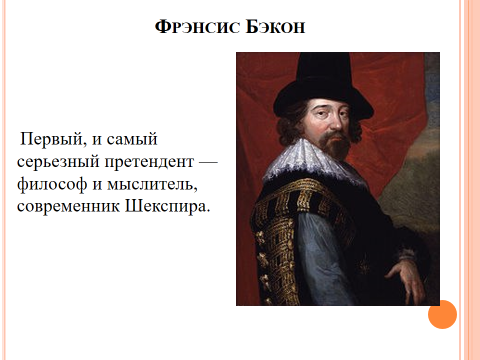 Фрэнсис Бэкон
Первый, и самый
серьезный претендент —
философ и мыслитель,
современник Шекспира.